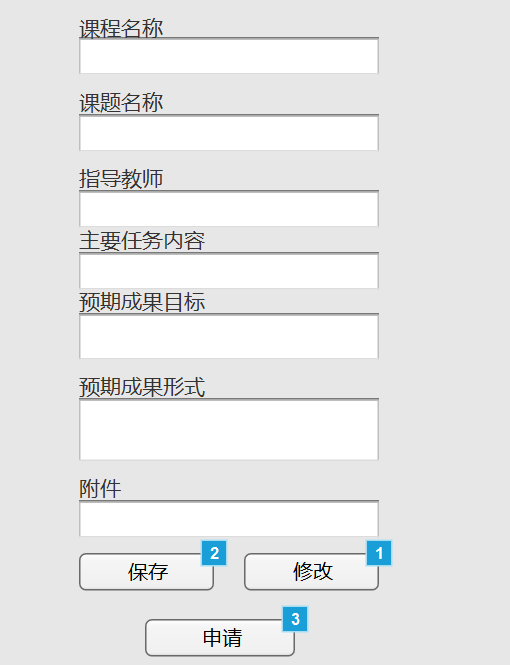 课程名称
课题名称
指导教师
主要任务内容
预期成果目标
预期成果形式
附件
保存 2 修改 1
申请 3